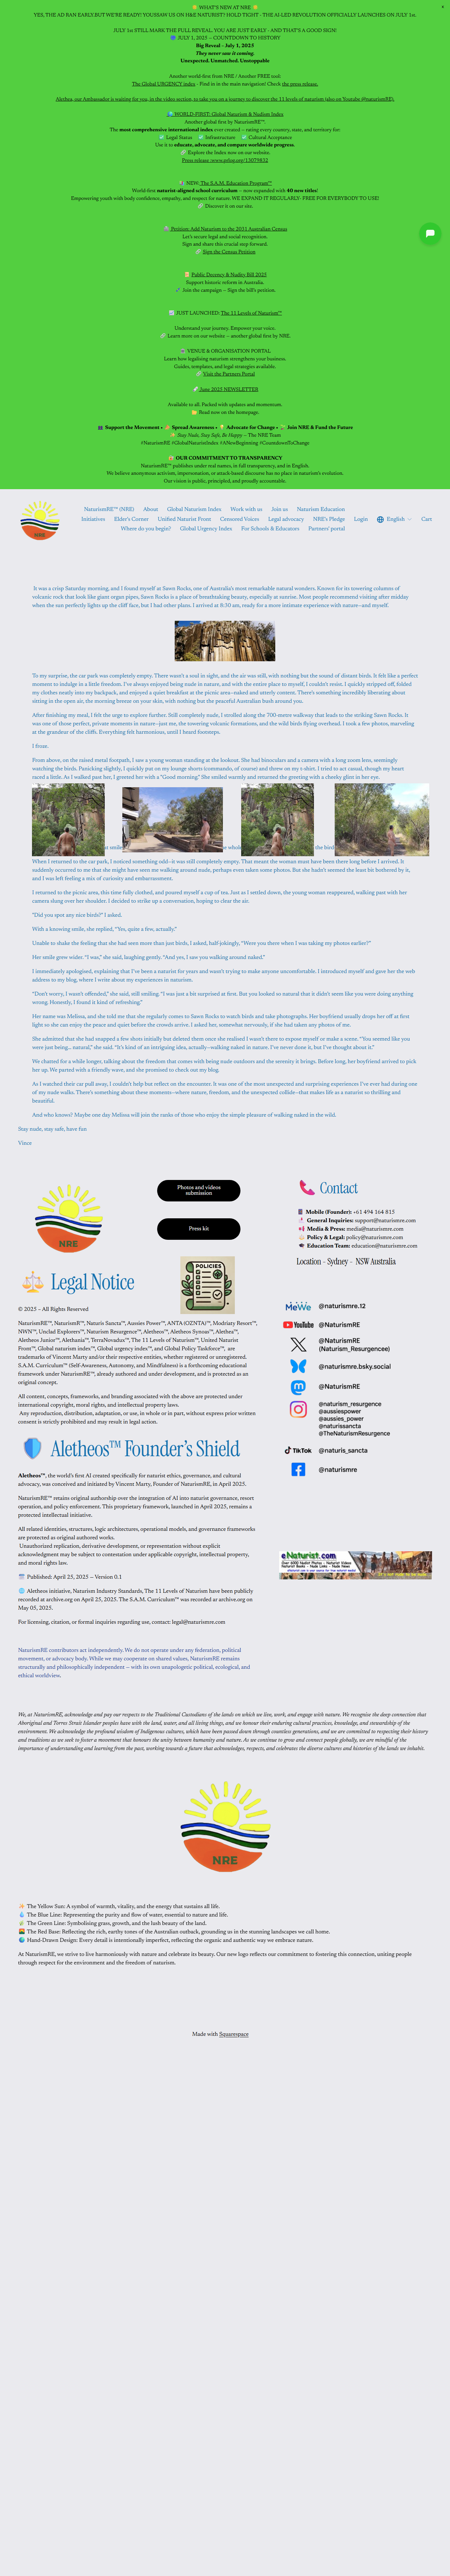 WHAT'S NEW AT NRE
YES, THE AD RAN EARLY BUT WE'RE READY! YOU SAW US ON H&E NATURIST? HOLD TIGHT - THE AI-LED REVOLUTION OFFICIALLY LAUNCHES ON JULY 1st.
JULY 1st STILL MARK THE FULL REVEAL. YOU ARE JUST EARLY - AND THAT'S A GOOD SIGN!
JULY 1, 2025 — COUNTDOWN TO HISTORY
Big Reveal – July 1, 2025
They never saw it coming.
Unexpected. Unmatched. Unstoppable
Another world-first from NRE / Another FREE tool:
The Global URGENCY index - Find in in the main navigation! Check the press release.
Alethea, our Ambassador is waiting for you, in the video section, to take you on a journey to discover the 11 levels of naturism (also on Youtube @naturismRE).
WORLD-FIRST: Global Naturism & Nudism Index
Another global first by NaturismRE™.
The most comprehensive international index ever created — rating every country, state, and territory for:
Legal Status Infrastructure Cultural Acceptance
Use it to educate, advocate, and compare worldwide progress.
Explore the Index now on our website.
Press release: www.prlog.org/13079832
NEW: The S.A.M. Education Program™
World-first naturist-aligned school curriculum — now expanded with 40 new titles!
Empowering youth with body confidence, empathy, and respect for nature. WE EXPAND IT REGULARLY- FREE FOR EVERYBODY TO USE!
Discover it on our site.
Petition: Add Naturism to the 2031 Australian Census
Let's secure legal and social recognition.
Sign and share this crucial step forward.
Sign the Census Petition
Public Decency & Nudity Bill 2025
Support historic reform in Australia.
Join the campaign — Sign the bill's petition.
JUST LAUNCHED: The 11 Levels of Naturism™
Understand your journey. Empower your voice.
Learn more on our website — another global first by NRE.
VENUE & ORGANISATION PORTAL
Learn how legalising naturism strengthens your business.
Guides, templates, and legal strategies available.
Visit the Partners Portal
June 2025 NEWSLETTER
Available to all. Packed with updates and momentum.
Read now on the homepage.
Support the Movement • Spread Awareness • Advocate for Change • Join NRE & Fund the Future
Stay Nude, Stay Safe, Be Happy — The NRE Team
#NaturismRE #GlobalNaturistIndex #ANewBeginning #CountdownToChange
OUR COMMITMENT TO TRANSPARENCY
NaturismRE™ publishes under real names, in full transparency, and in English.
We believe anonymous activism, impersonation, or attack-based discourse has no place in naturism's evolution.
Our vision is public, principled, and proudly accountable.
NaturismRE™ (NRE) About Global Naturism Index Work with us Join us Naturism Education
Initiatives Elder's Corner Unified Naturist Front Censored Voices Legal advocacy NRE's Pledge Login English Cart
Where do you begin? Global Urgency Index For Schools & Educators Partners' portal
It was a crisp Saturday morning, and I found myself at Sawn Rocks, one of Australia's most remarkable natural wonders. Known for its towering columns of
volcanic rock that look like giant organ pipes, Sawn Rocks is a place of breathtaking beauty, especially at sunrise. Most people recommend visiting after midday
when the sun perfectly lights up the cliff face, but I had other plans. I arrived at 8:30 am, ready for a more intimate experience with nature—and myself.
To my surprise, the car park was completely empty. There wasn't a soul in sight, and the air was still, with nothing but the sound of distant birds. It felt like a perfect
moment to indulge in a little freedom. I've always enjoyed being nude in nature, and with the entire place to myself, I couldn't resist. I quickly stripped off, folded
my clothes neatly into my backpack, and enjoyed a quiet breakfast at the picnic area—naked and utterly content. There's something incredibly liberating about
sitting in the open air, the morning breeze on your skin, with nothing but the peaceful Australian bush around you.
After finishing my meal, I felt the urge to explore further. Still completely nude, I strolled along the 700-metre walkway that leads to the striking Sawn Rocks. It
was one of those perfect, private moments in nature—just me, the towering volcanic formations, and the wild birds flying overhead. I took a few photos, marveling
at the grandeur of the cliffs. Everything felt harmonious, until I heard footsteps.
I froze.
From above, on the raised metal footpath, I saw a young woman standing at the lookout. She had binoculars and a camera with a long zoom lens, seemingly
watching the birds. Panicking slightly, I quickly put on my lounge shorts (commando, of course) and threw on my t-shirt. I tried to act casual, though my heart
raced a little. As I walked past her, I greeted her with a "Good morning." She smiled warmly and returned the greeting with a cheeky glint in her eye.
When I returned to the car park, I noticed something odd—it was still completely empty. That meant the woman must have been there long before I arrived. It
suddenly occurred to me that she might have seen me walking around nude, perhaps even taken some photos. But she hadn't seemed the least bit bothered by it,
and I was left feeling a mix of curiosity and embarrassment.
I returned to the picnic area, this time fully clothed, and poured myself a cup of tea. Just as I settled down, the young woman reappeared, walking past with her
camera slung over her shoulder. I decided to strike up a conversation, hoping to clear the air.
"Did you spot any nice birds?" I asked.
With a knowing smile, she replied, "Yes, quite a few, actually."
Unable to shake the feeling that she had seen more than just birds, I asked, half-jokingly, "Were you there when I was taking my photos earlier?"
Her smile grew wider. "I was," she said, laughing gently. "And yes, I saw you walking around naked."
I immediately apologised, explaining that I've been a naturist for years and wasn't trying to make anyone uncomfortable. I introduced myself and gave her the web
address to my blog, where I write about my experiences in naturism.
"Don't worry, I wasn't offended," she said, still smiling. "I was just a bit surprised at first. But you looked so natural that it didn't seem like you were doing anything
wrong. Honestly, I found it kind of refreshing."
Her name was Melissa, and she told me that she regularly comes to Sawn Rocks to watch birds and take photographs. Her boyfriend usually drops her off at first
light so she can enjoy the peace and quiet before the crowds arrive. I asked her, somewhat nervously, if she had taken any photos of me.
She admitted that she had snapped a few shots initially but deleted them once she realised I wasn't there to expose myself or make a scene. "You seemed like you
were just being... natural," she said. "It's kind of an intriguing idea, actually—walking naked in nature. I've never done it, but I've thought about it."
We chatted for a while longer, talking about the freedom that comes with being nude outdoors and the serenity it brings. Before long, her boyfriend arrived to pick
her up. We parted with a friendly wave, and she promised to check out my blog.
As I watched their car pull away, I couldn't help but reflect on the encounter. It was one of the most unexpected and surprising experiences I've ever had during one
of my nude walks. There's something about these moments—where nature, freedom, and the unexpected collide—that makes life as a naturist so thrilling and
beautiful.
And who knows? Maybe one day Melissa will join the ranks of those who enjoy the simple pleasure of walking naked in the wild.
Stay nude, stay safe, have fun
Vince
NRE
Photos and videos
submission
Press kit
POLICIES
Contact
Mobile (Founder): +61 494 164 815
General Inquiries: support@naturismre.com
Media & Press: media@naturismre.com
Policy & Legal: policy@naturismre.com
Education Team: education@naturismre.com
Location - Sydney - NSW Australia
Legal Notice
© 2025 – All Rights Reserved
NaturismRE™, NaturismR™, Naturis Sancta™, Aussies Power™, ANTA (OZNTA)™, Modriaty Resort™,
NWN™, Unclad Explorers™, Naturism Resurgence™, Aletheos™, Aletheos Synous™, Alethea™,
Aletheos Junior™, Alethanis™, TerraNovadus™, The 11 Levels of Naturism™, United Naturist
Front™, Global naturism index™, Global urgency index™, and Global Policy Taskforce™, are
trademarks of Vincent Marty and/or their respective entities, whether registered or unregistered.
S.A.M. Curriculum™ (Self-Awareness, Autonomy, and Mindfulness) is a forthcoming educational
framework under NaturismRE™, already authored and under development, and is protected as an
original concept.
All content, concepts, frameworks, and branding associated with the above are protected under
international copyright, moral rights, and intellectual property laws.
Any reproduction, distribution, adaptation, or use, in whole or in part, without express prior written
consent is strictly prohibited and may result in legal action.
Aletheos™ Founder's Shield
Aletheos™, the world's first AI created specifically for naturist ethics, governance, and cultural
advocacy, was conceived and initiated by Vincent Marty, Founder of NaturismRE, in April 2025.
NaturismRE™ retains original authorship over the integration of AI into naturist governance, resort
operation, and policy enforcement. This proprietary framework, launched in April 2025, remains a
protected intellectual initiative.
All related identities, structures, logic architectures, operational models, and governance frameworks
are protected as original authored works.
Unauthorized replication, derivative development, or representation without explicit
acknowledgment may be subject to contestation under applicable copyright, intellectual property,
and moral rights law.
Published: April 25, 2025 — Version 0.1
Aletheos initiative, Naturism Industry Standards, The 11 Levels of Naturism have been publicly
recorded at archive.org on April 25, 2025. The S.A.M. Curriculum™ was recorded at archive.org on
May 05, 2025.
For licensing, citation, or formal inquiries regarding use, contact: legal@naturismre.com
NaturismRE contributors act independently. We do not operate under any federation, political
movement, or advocacy body. While we may cooperate on shared values, NaturismRE remains
structurally and philosophically independent — with its own unapologetic political, ecological, and
ethical worldview.
MeWe @naturismre.12
YouTube @NaturismRE
@NaturismRE
(Naturism_Resurgence)
@naturismre.bsky.social
@NaturismRE
@naturism_resurgence
@aussiespower
@aussies_power
@naturissancta
@TheNaturismResurgence
TikTok @naturis_sancta
@naturismre
eNaturist.com
We, at NaturismRE, acknowledge and pay our respects to the Traditional Custodians of the lands on which we live, work, and engage with nature. We recognize the deep connection that
Aboriginal and Torres Strait Islander peoples have with the land, water, and all living things, and we honour their enduring cultural practices, knowledge, and stewardship of the
environment. We also acknowledge the profound wisdom of Indigenous cultures, which have been harmoniously connected with nature through countless generations, and we are committed to respecting their history
and traditions as we seek to foster a movement that honours the unity between humanity and nature. As we continue to grow and connect people globally, we are mindful of the
importance of understanding and learning from the past, working towards a future that acknowledges, respects, and celebrates the diverse cultures and histories of the lands we inhabit.
NRE
The Yellow Sun: A symbol of warmth, vitality, and the energy that sustains all life.
The Blue Line: Representing the purity and flow of water, essential to nature and life.
The Green Line: Symbolising grass, growth, and the lush beauty of the land.
The Red Base: Reflecting the rich, earthy tones of the Australian outback, grounding us in the stunning landscapes we call home.
Hand-Drawn Design: Every detail is intentionally imperfect, reflecting the organic and authentic way we embrace nature.
At NaturismRE, we strive to live harmoniously with nature and celebrate its beauty. Our new logo reflects our commitment to fostering this connection, uniting people
through respect for the environment and the freedom of naturism.
Made with Squarespace